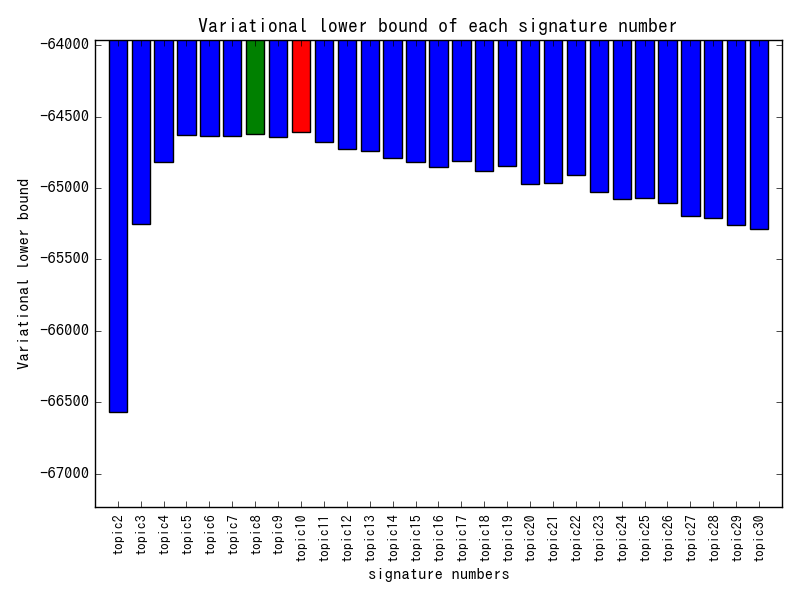 Variational lower bound of each signature number
−64000
−64500
−65000
−65500
−66000
−66500
−67000
Variational lower bound
topic2
topic3
topic4
topic5
topic6
topic7
topic8
topic9
topic10
topic11
topic12
topic13
topic14
topic15
topic16
topic17
topic18
topic19
topic20
topic21
topic22
topic23
topic24
topic25
topic26
topic27
topic28
topic29
topic30
signature numbers